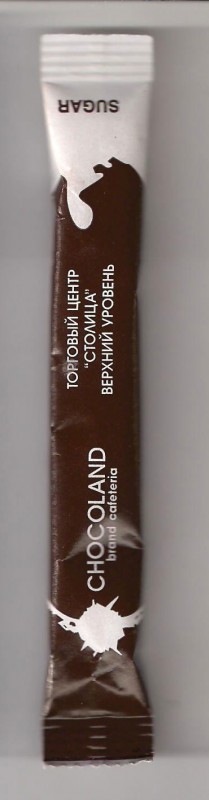 SUGAR
ТОРГОВЫЙ ЦЕНТР
"СТОЛИЦА"
ВЕРХНИЙ УРОВЕНЬ
CHOCOLAND
brand cafeteria